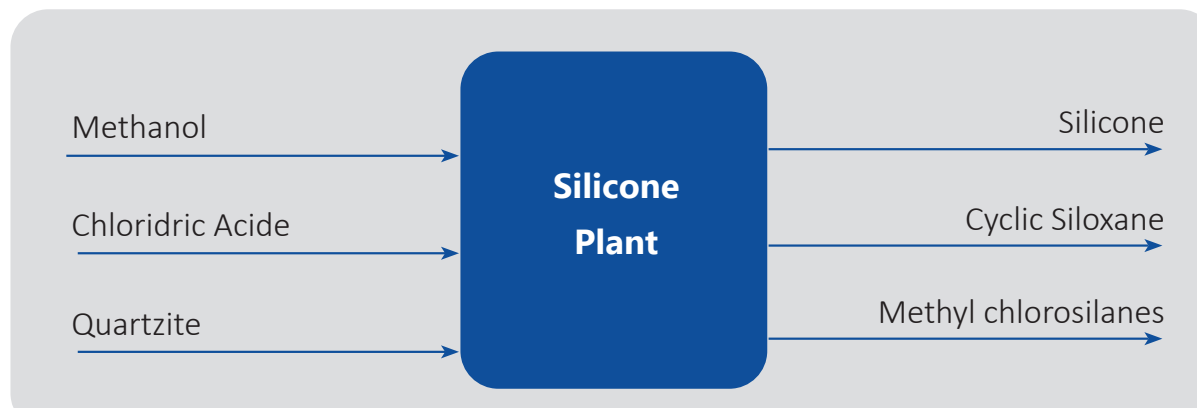 Methanol
Chloridric Acide
Quartzite
Silicone
Plant
Silicone
Cyclic Siloxane
Methyl chlorosilanes